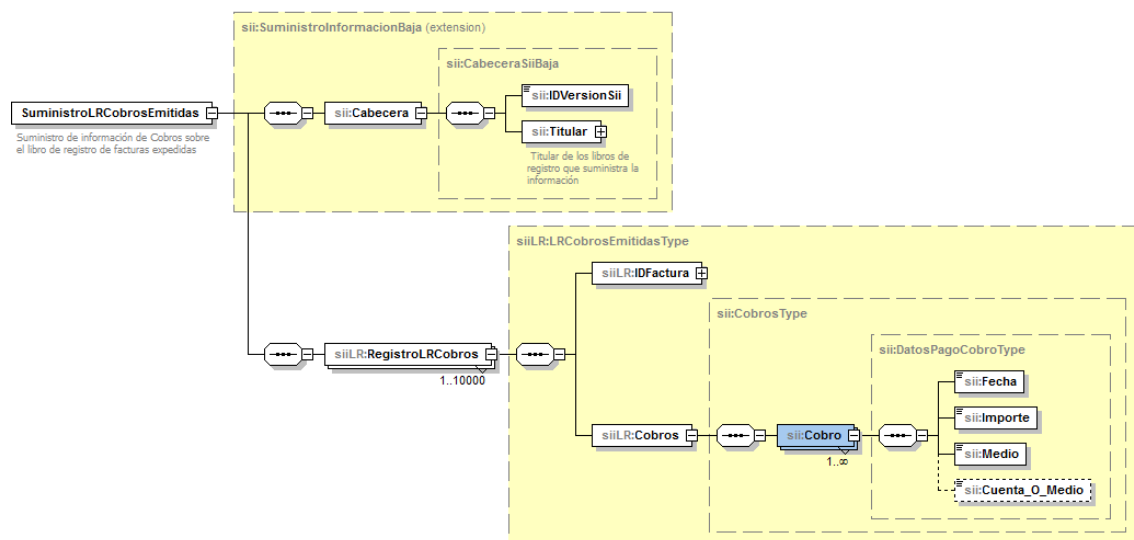 sii:SuministroInformacionBaja (extension)
sii:CabeceraSiiBaja
sii:IDVersionSii
SuministroLRCobrosEmitidas
sii:Cabecera
sii:Titular
Suministro de información de Cobros sobre
el libro de registro de facturas expedidas
Titular de los libros de
registro que suministra la
información
siiLR:LRCobrosEmitidasType
siiLR:IDFactura
sii:CobrosType
sii:DatosPagoCobroType
siiLR:RegistroLRCobros
1..10000
sii:Fecha
sii:Importe
siiLR:Cobros
sii:Cobro
1..∞
sii:Medio
sii:Cuenta_O_Medio